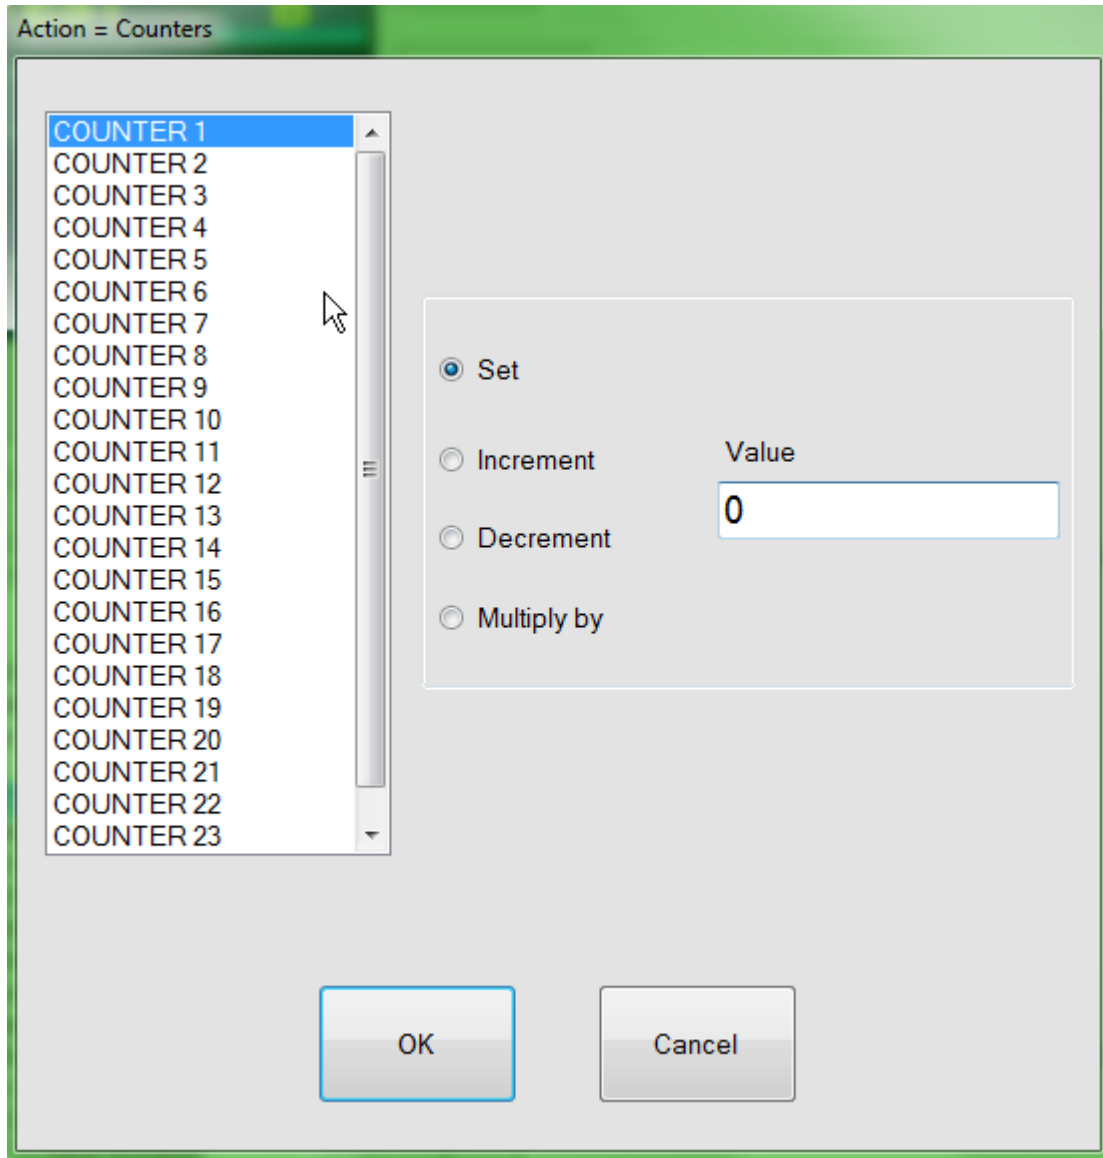 Action = Counters
COUNTER 1
COUNTER 2
COUNTER 3
COUNTER 4
COUNTER 5
COUNTER 6
COUNTER 7
COUNTER 8
COUNTER 9
COUNTER 10
COUNTER 11
COUNTER 12
COUNTER 13
COUNTER 14
COUNTER 15
COUNTER 16
COUNTER 17
COUNTER 18
COUNTER 19
COUNTER 20
COUNTER 21
COUNTER 22
COUNTER 23
Set
Increment
Decrement
Multiply by
Value
0
OK
Cancel